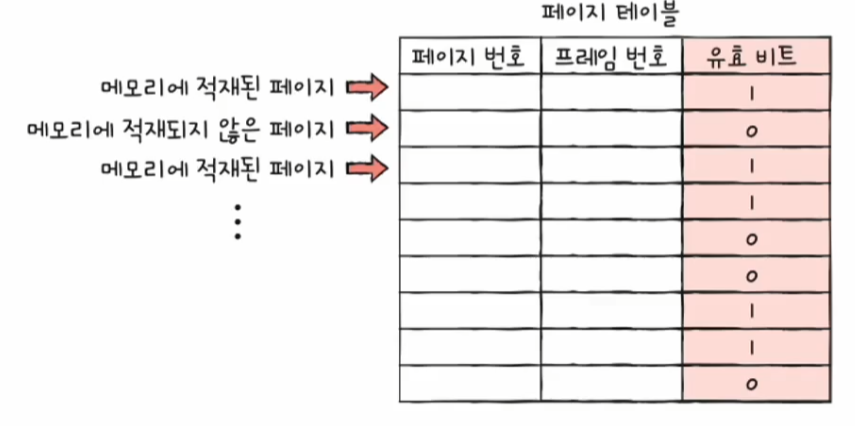 페이지 테이블
페이지 번호 프레임 번호 유효 비트
메모리에 적재된 페이지 1
메모리에 적재되지 않은 페이지 0
메모리에 적재된 페이지 1
1
0
0
1
1
0